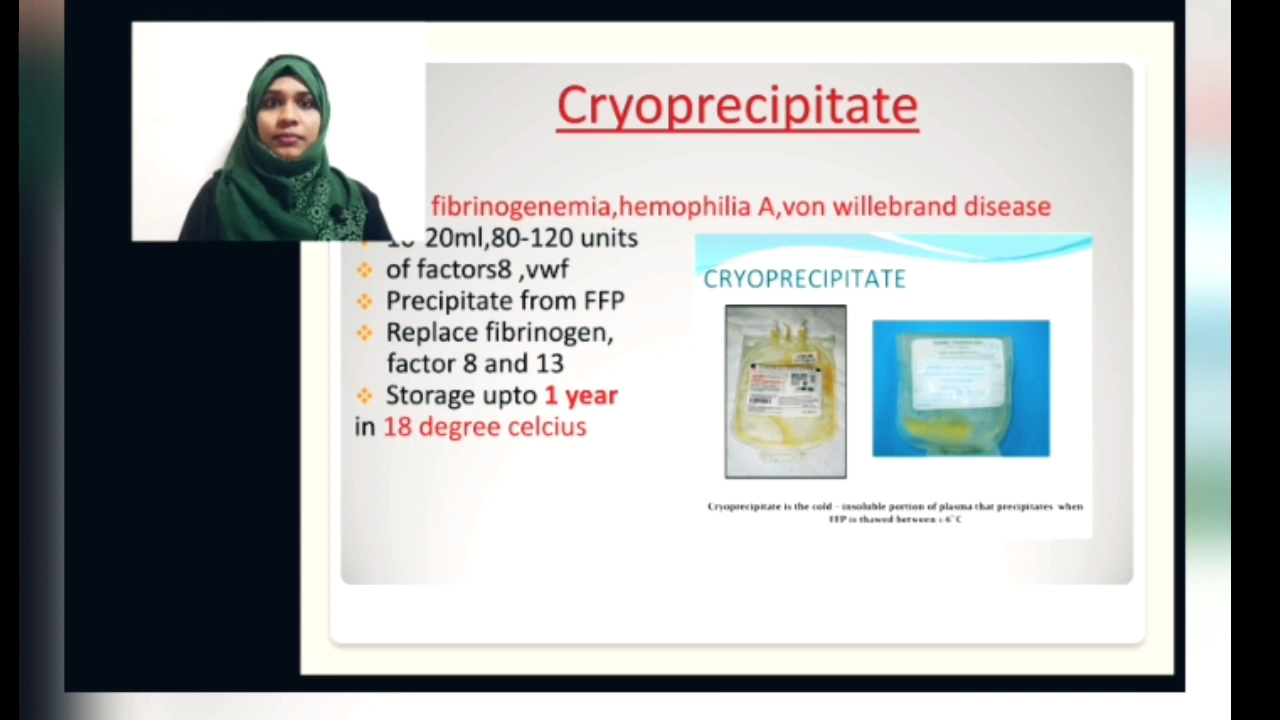 Cryoprecipitate
fibrinogenemia,hemophilia A,von willebrand disease
20ml,80-120 units
of factors8 ,vwf
Precipitate from FFP
Replace fibrinogen,
factor 8 and 13
Storage upto 1 year
in 18 degree celcius
CRYOPRECIPITATE
Cryoprecipitate is the cold - insoluble portion of plasma that precipitates when
FFP is thawed between